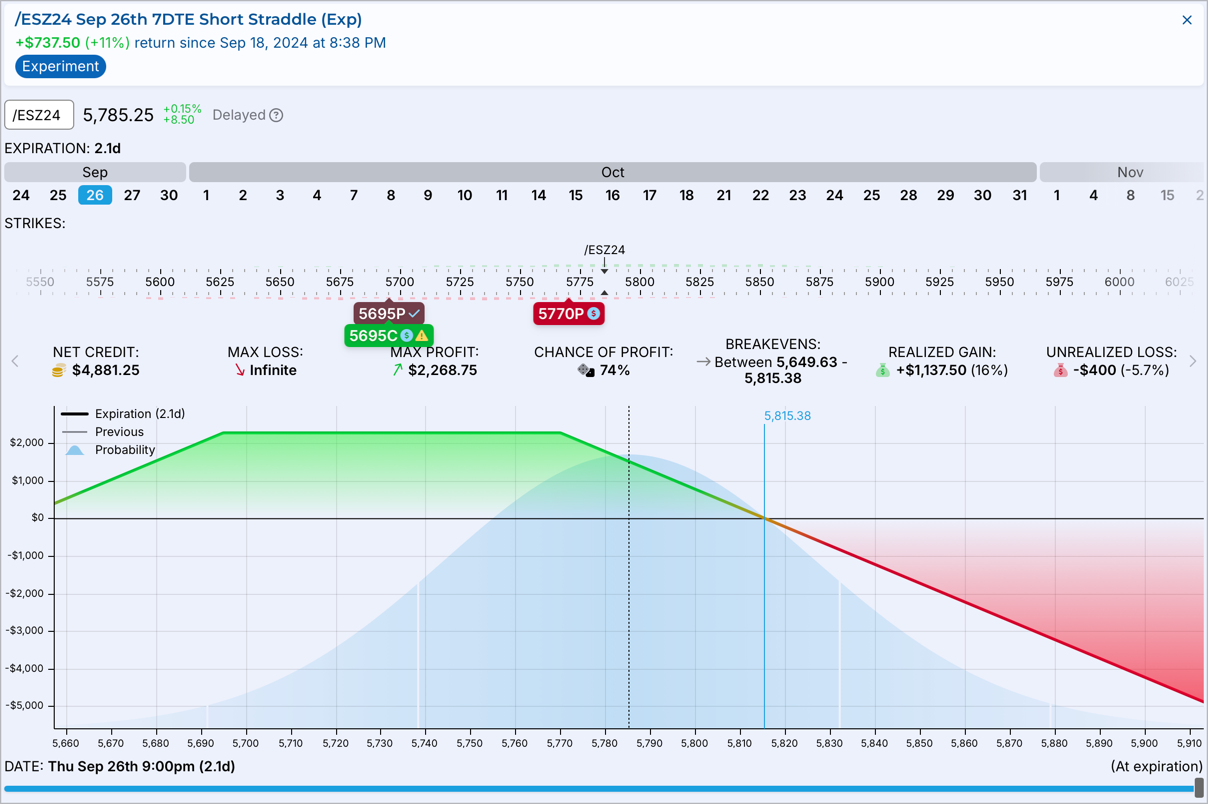 /ESZ24 Sep 26th 7DTE Short Straddle (Exp)
+$737.50 (+11%) return since Sep 18, 2024 at 8:38 PM
Experiment
/ESZ24 5,785.25 +0.15% +8.50 Delayed ?
EXPIRATION: 2.1d
Sep Oct Nov
24 25 26 27 30 1 2 3 4 7 8 9 10 11 14 15 16 17 18 21 22 23 24 25 28 29 30 31 1 4 8 15 2
STRIKES:
/ESZ24
5550 5575 5600 5625 5650 5675 5700 5725 5750 5775 5800 5825 5850 5875 5900 5925 5950 5975 6000 6025
5695P 5770P
5695C
NET CREDIT: MAX LOSS: MAX PROFIT: CHANCE OF PROFIT: BREAKEVENS: REALIZED GAIN: UNREALIZED LOSS:
$4,881.25 Infinite $2,268.75 74% Between 5,649.63 - +$1,137.50 (16%) -$400 (-5.7%)
5,815.38
Expiration (2.1d)
Previous
Probability
5,815.38
$2,000
$1,000
$0
-$1,000
-$2,000
-$3,000
-$4,000
-$5,000
5,660 5,670 5,680 5,690 5,700 5,710 5,720 5,730 5,740 5,750 5,760 5,770 5,780 5,790 5,800 5,810 5,820 5,830 5,840 5,850 5,860 5,870 5,880 5,890 5,900 5,910
DATE: Thu Sep 26th 9:00pm (2.1d) (At expiration)